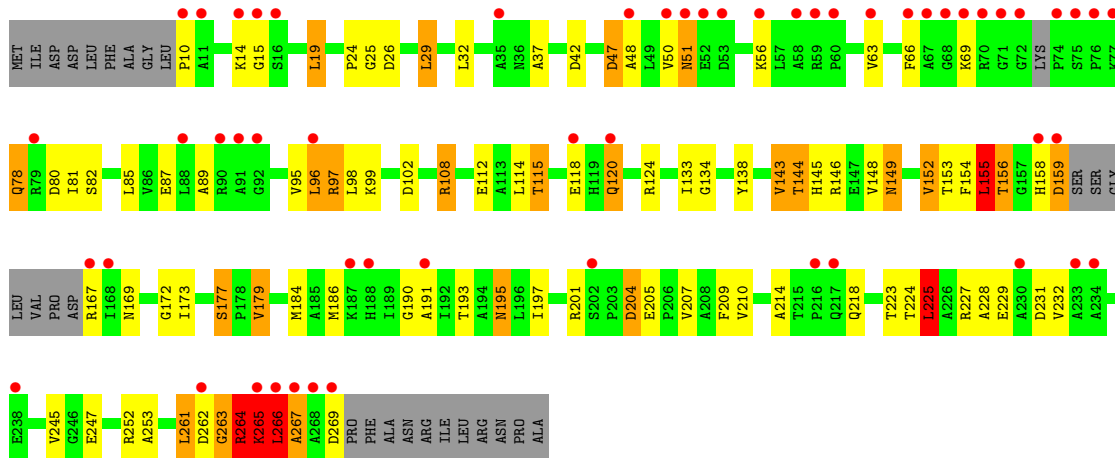 MET ILE ASP ASP LEU PHE ALA GLY LEU P10 A11 K14 G15 S16 L19 P24 G25 D26 L29 L32 A35 N36 A37 D42 D47 A48 L49 V50 N51 E52 D53 K56 L57 A58 R59 P60 V63 F66 A67 G68 K69 R70 G71 G72 LYS P74 S75 P76 K77
Q78 R79 D80 I81 S82 L85 V86 E87 L88 A89 R90 A91 G92 V95 L96 R97 L98 K99 D102 R108 E112 A113 L114 T115 E118 H119 Q120 R124 I133 G134 Y138 V143 T144 H145 R146 E147 V148 N149 V152 T153 F154 L155 T156 G157 H158 D159 SER SER GLY
LEU VAL PRO ASP R167 I168 N169 G172 I173 S177 P178 V179 M184 A185 M186 K187 H188 I189 G190 A191 I192 T193 A194 N195 L196 I197 R201 S202 P203 D204 E205 P206 V207 A208 F209 V210 A214 T215 P216 Q217 Q218 T223 T224 L225 A226 R227 A228 E229 A230 D231 V232 A233 A234
E238 V245 G246 E247 R252 A253 L261 D262 G263 R264 K265 L266 A267 A268 D269 PRO PHE ALA ASN ARG ILE LEU ARG ASN PRO ALA